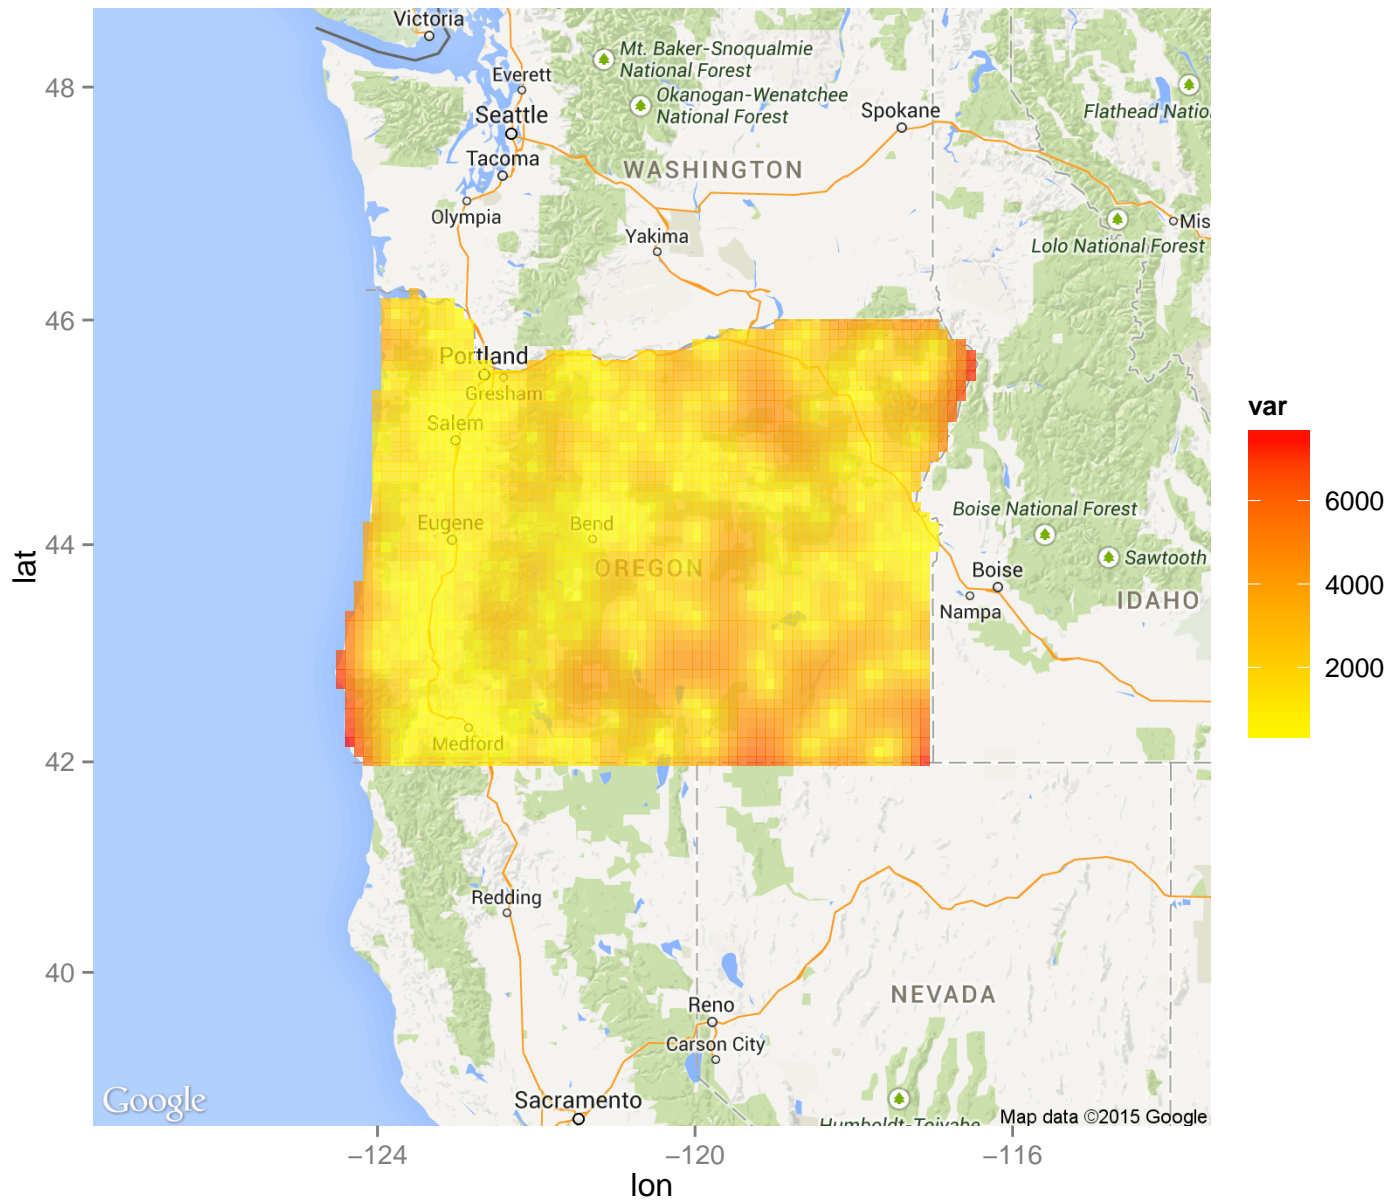 Victoria
Mt. Baker-Snoqualmie
National Forest
48
Everett
Okanogan-Wenatchee
National Forest
Flathead Natio
Seattle
Spokane
Tacoma
WASHINGTON
Olympia
Mis
Yakima
Lolo National Forest
46
Portland
Gresham
Salem
var
6000
4000
2000
Boise National Forest
Eugene
Bend
44
Sawtooth
lat
OREGON
Boise
IDAHO
Nampa
Medford
42
Redding
40
NEVADA
Reno
Carson City
Google
Sacramento
Humboldt-Toiyabe
Map data ©2015 Google
−124
−120
−116
lon